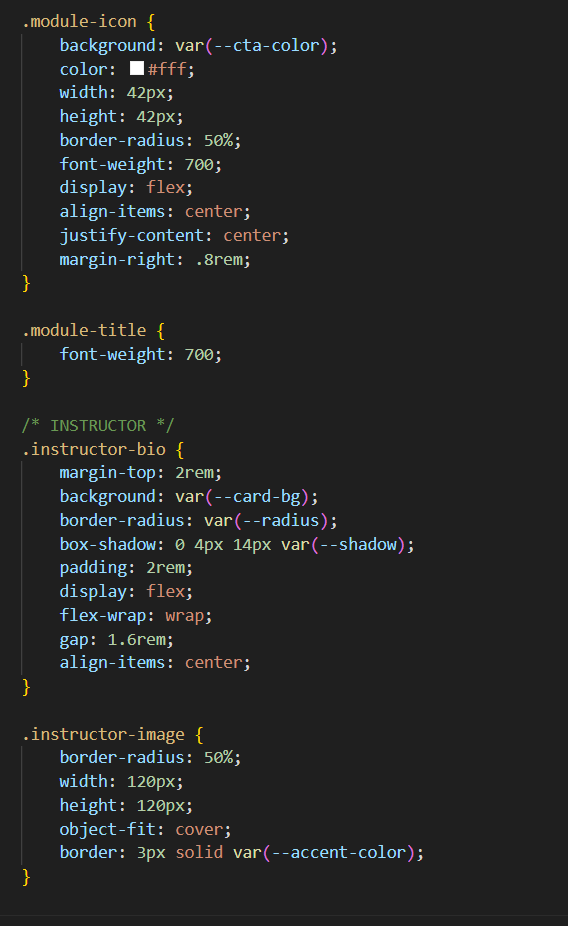 .module-icon {
    background: var(--cta-color);
    color: #fff;
    width: 42px;
    height: 42px;
    border-radius: 50%;
    font-weight: 700;
    display: flex;
    align-items: center;
    justify-content: center;
    margin-right: .8rem;
}

.module-title {
    font-weight: 700;
}

/* INSTRUCTOR */
.instructor-bio {
    margin-top: 2rem;
    background: var(--card-bg);
    border-radius: var(--radius);
    box-shadow: 0 4px 14px var(--shadow);
    padding: 2rem;
    display: flex;
    flex-wrap: wrap;
    gap: 1.6rem;
    align-items: center;
}

.instructor-image {
    border-radius: 50%;
    width: 120px;
    height: 120px;
    object-fit: cover;
    border: 3px solid var(--accent-color);
}